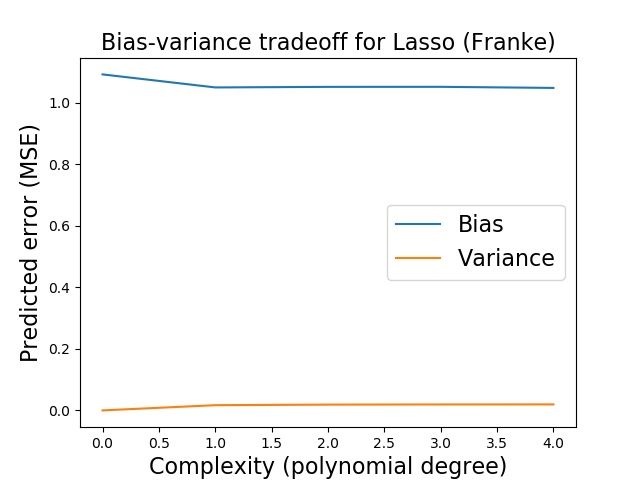 Bias-variance tradeoff for Lasso (Franke)
Predicted error (MSE)
1.0
0.8
0.6
0.4
0.2
0.0
Bias
Variance
0.0 0.5 1.0 1.5 2.0 2.5 3.0 3.5 4.0
Complexity (polynomial degree)